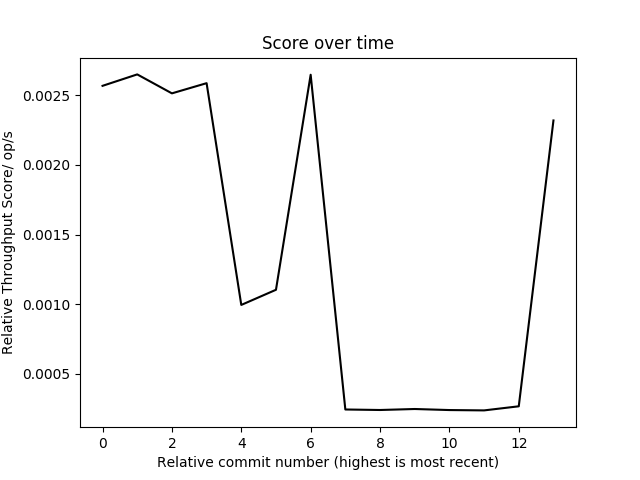 Score over time
Relative Throughput Score/ op/s
0.0025
0.0020
0.0015
0.0010
0.0005
0 2 4 6 8 10 12
Relative commit number (highest is most recent)